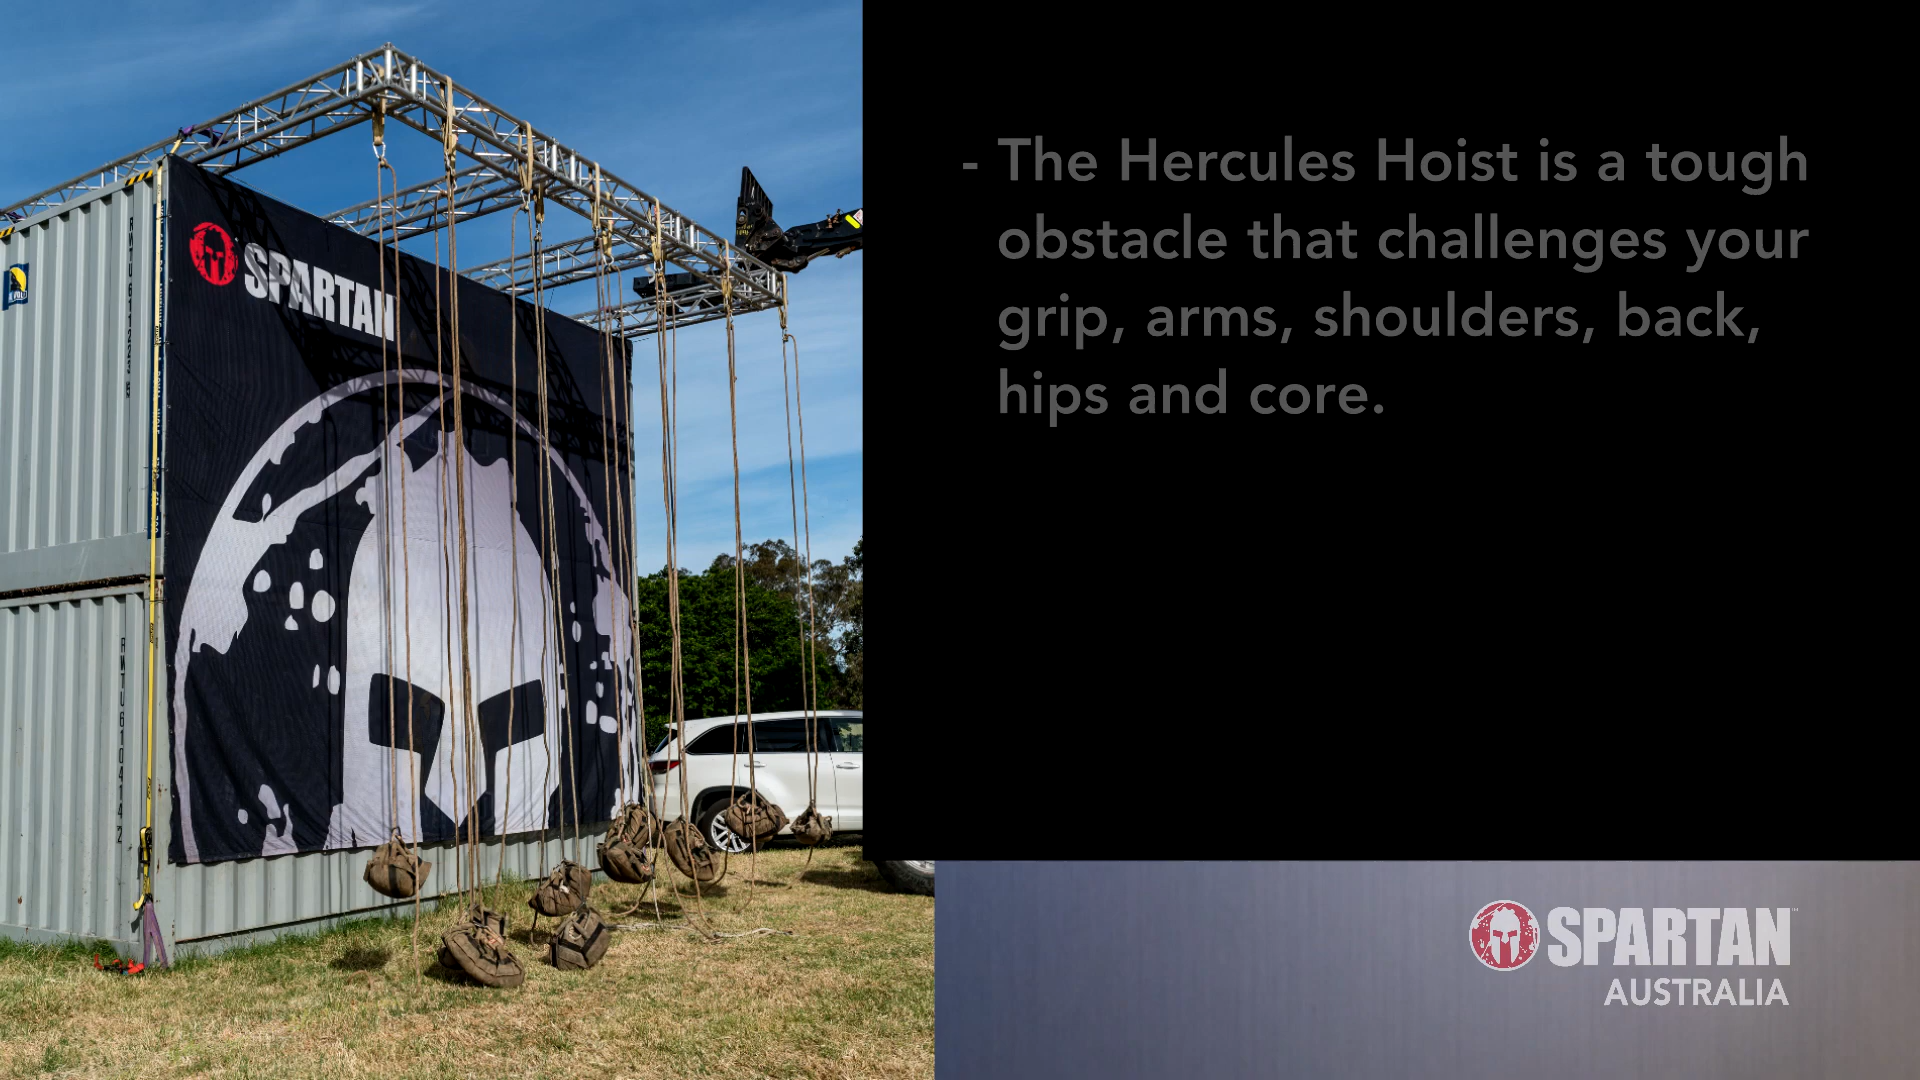 SPARTAN
- The Hercules Hoist is a tough
obstacle that challenges your
grip, arms, shoulders, back,
hips and core.
SPARTAN
AUSTRALIA